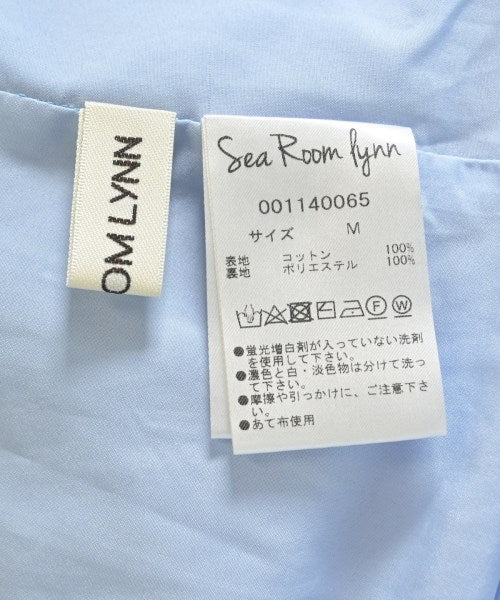 OM LYNN
Sea Room lynn
001140065
サイズ M
表地 コットン 100%
裏地 ポリエステル 100%
F W
●蛍光増白剤が入っていない洗剤
を使用して下さい。
●濃色と白・淡色物は分けて洗っ
て下さい。
●摩擦や引っかけに、ご注意下さ
い。
●あて布使用